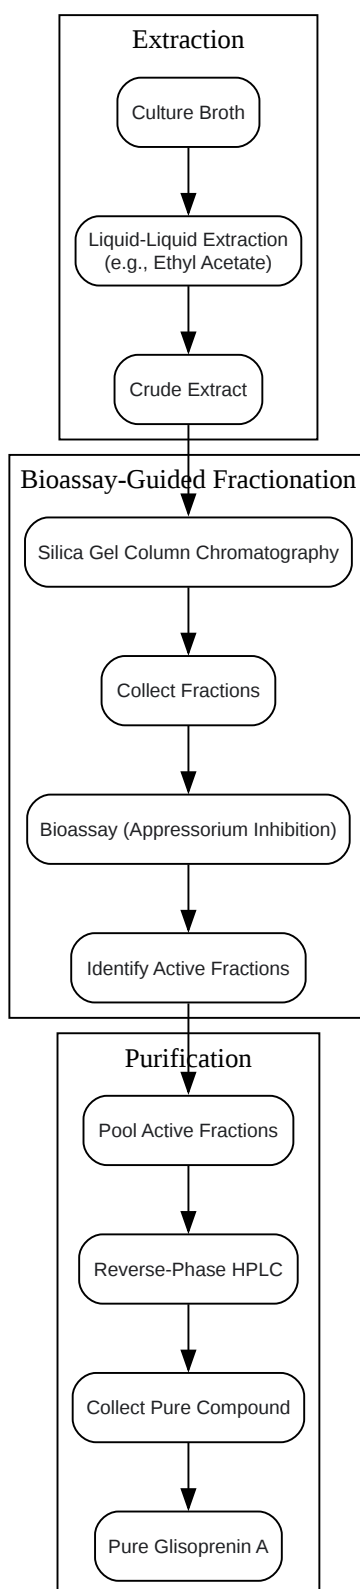 Extraction
Culture Broth
Liquid-Liquid Extraction
(e.g., Ethyl Acetate)
Crude Extract
Bioassay-Guided Fractionation
Silica Gel Column Chromatography
Collect Fractions
Bioassay (Appressorium Inhibition)
Identify Active Fractions
Purification
Pool Active Fractions
Reverse-Phase HPLC
Collect Pure Compound
Pure Glisoprenin A